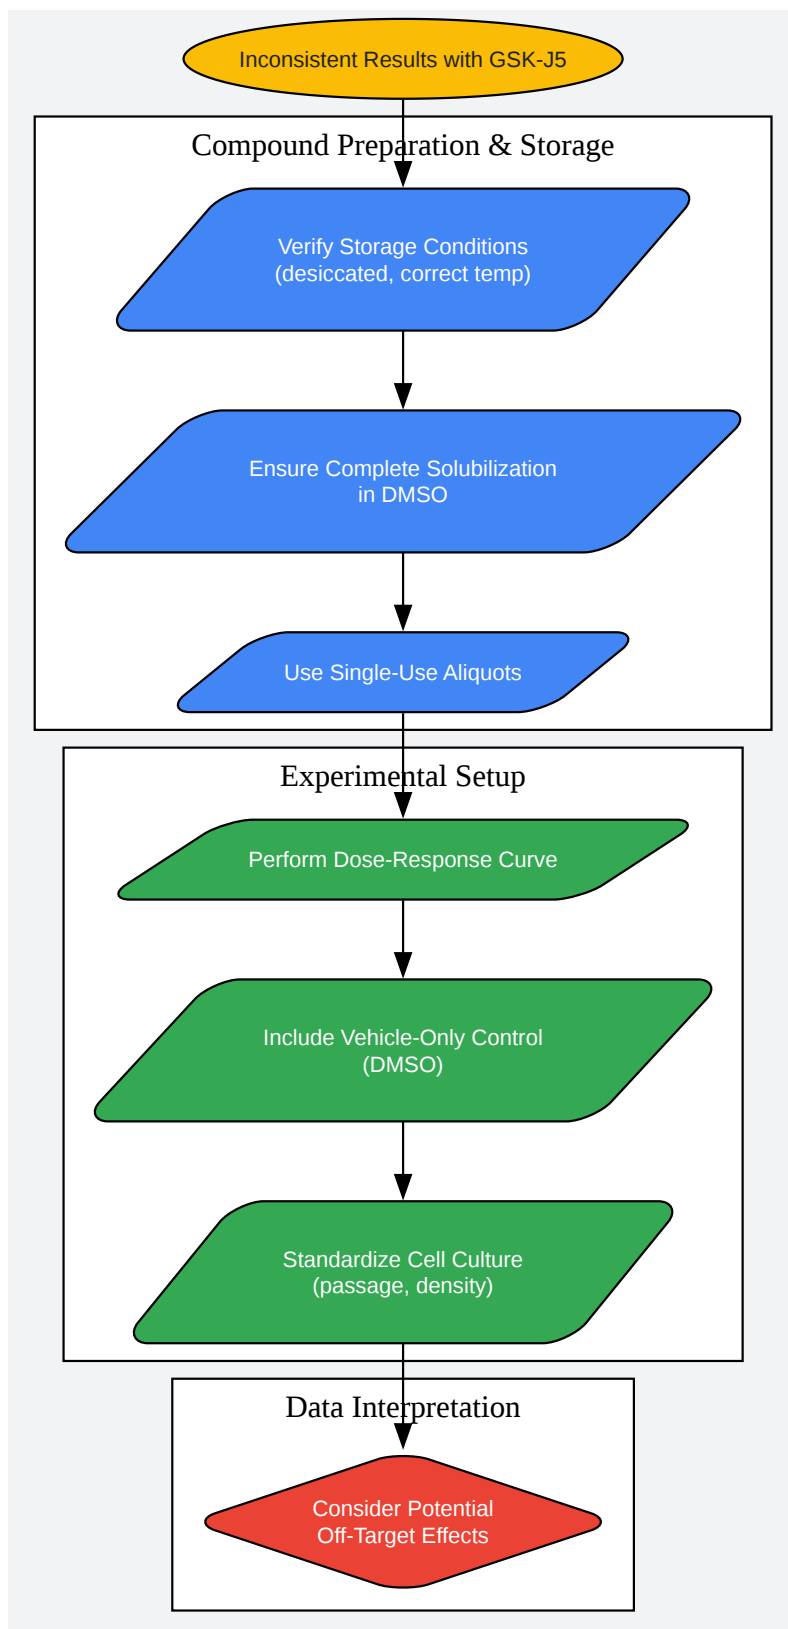 Inconsistent Results with GSK-J5
Compound Preparation & Storage
Verify Storage Conditions
(desiccated, correct temp)
Ensure Complete Solubilization
in DMSO
Use Single-Use Aliquots
Experimental Setup
Perform Dose-Response Curve
Include Vehicle-Only Control
(DMSO)
Standardize Cell Culture
(passage, density)
Data Interpretation
Consider Potential
Off-Target Effects